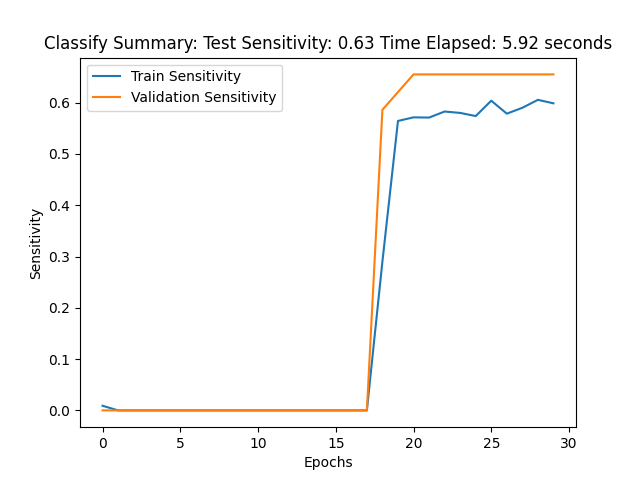 Classify Summary: Test Sensitivity: 0.63 Time Elapsed: 5.92 seconds
Train Sensitivity
Validation Sensitivity
0.6
0.5
0.4
0.3
0.2
0.1
0.0
Sensitivity
0 5 10 15 20 25 30
Epochs